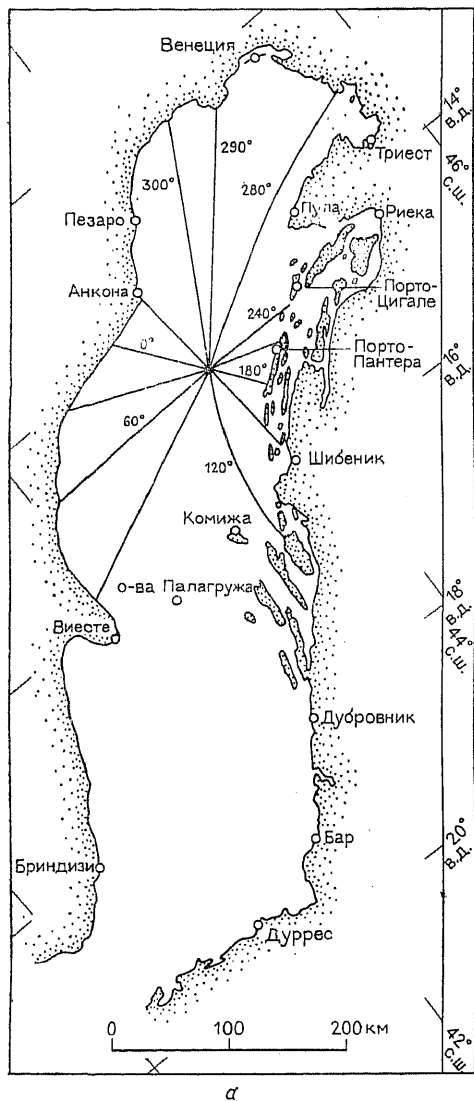 Венеция
14°
в.д.
290°
Триест
46°
с.ш.
300°
280°
Пула
Риека
Пезаро
Анкона
Порто-
Цигале
240°
0°
Порто-
Пантера
16°
в.д.
180°
60°
120°
Шибеник
Комижа
о-ва Палагружа
18°
в.д.
44°
с.ш.
Виесте
Дубровник
Бар
20°
в.д.
Бриндизи
Дуррес
0 100 200 км
42°
с.ш.
а